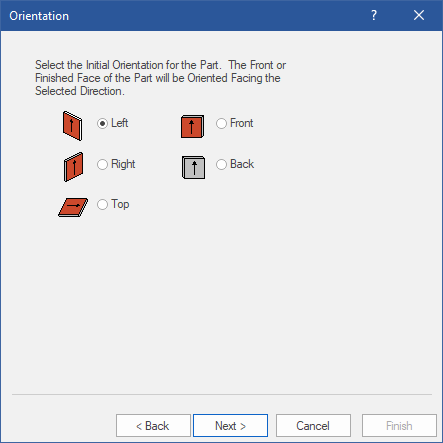 Orientation
?
Select the Initial Orientation for the Part.  The Front or
Finished Face of the Part will be Oriented Facing the
Selected Direction.
Left
Front
Right
Back
Top
< Back
Next >
Cancel
Finish